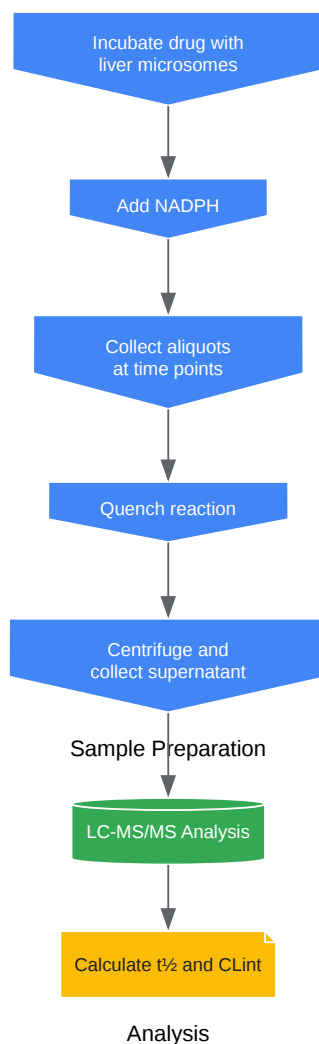 Incubate drug with
liver microsomes
Add NADPH
Collect aliquots
at time points
Quench reaction
Centrifuge and
collect supernatant
Sample Preparation
LC-MS/MS Analysis
Calculate t½ and CLint
Analysis